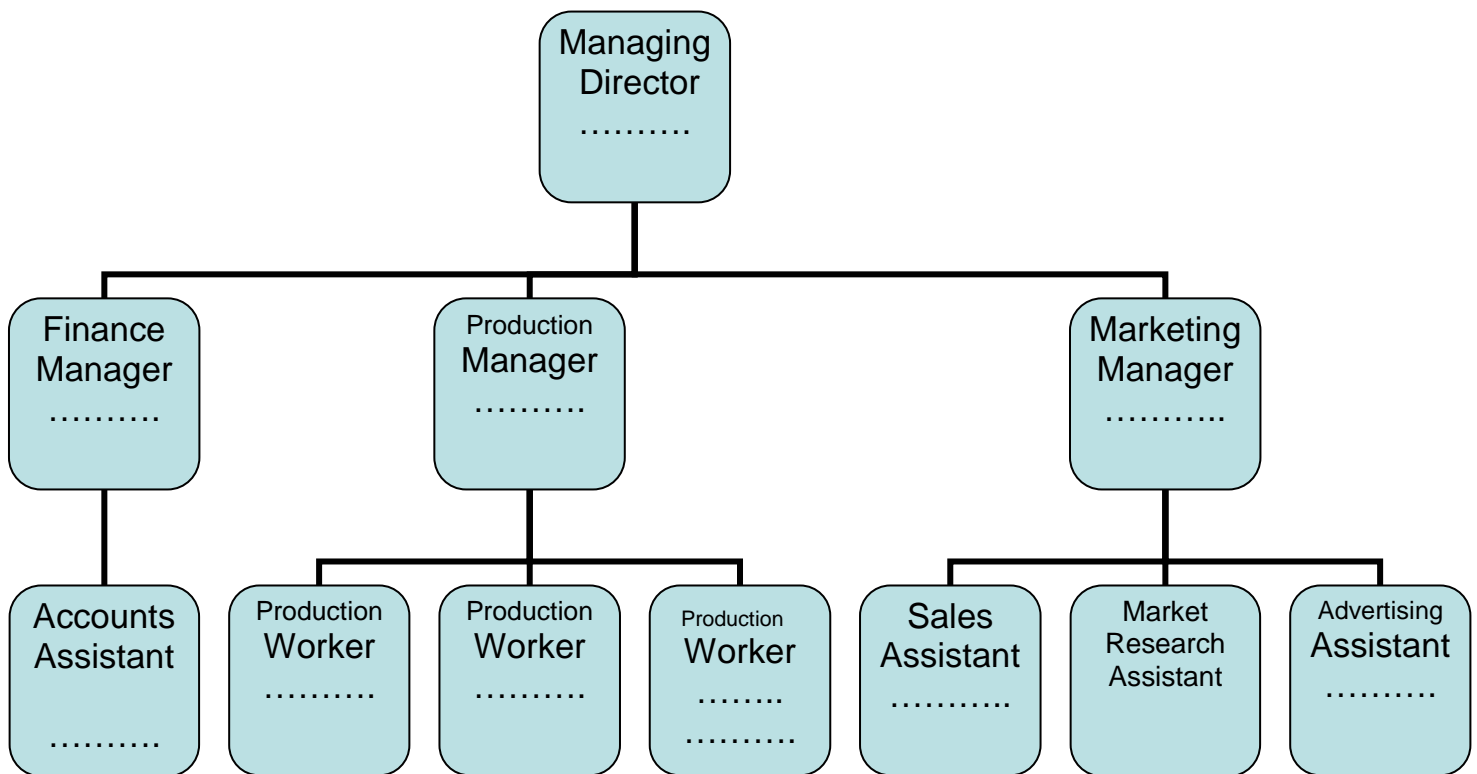 Managing
Director
……….
Finance
Manager
……….
Production
Manager
……….
Marketing
Manager
………..
Accounts
Assistant
……….
Production
Worker
……….
Production
Worker
……….
Production
Worker
……..
……….
Sales
Assistant
………..
Market
Research
Assistant
Advertising
Assistant
……….